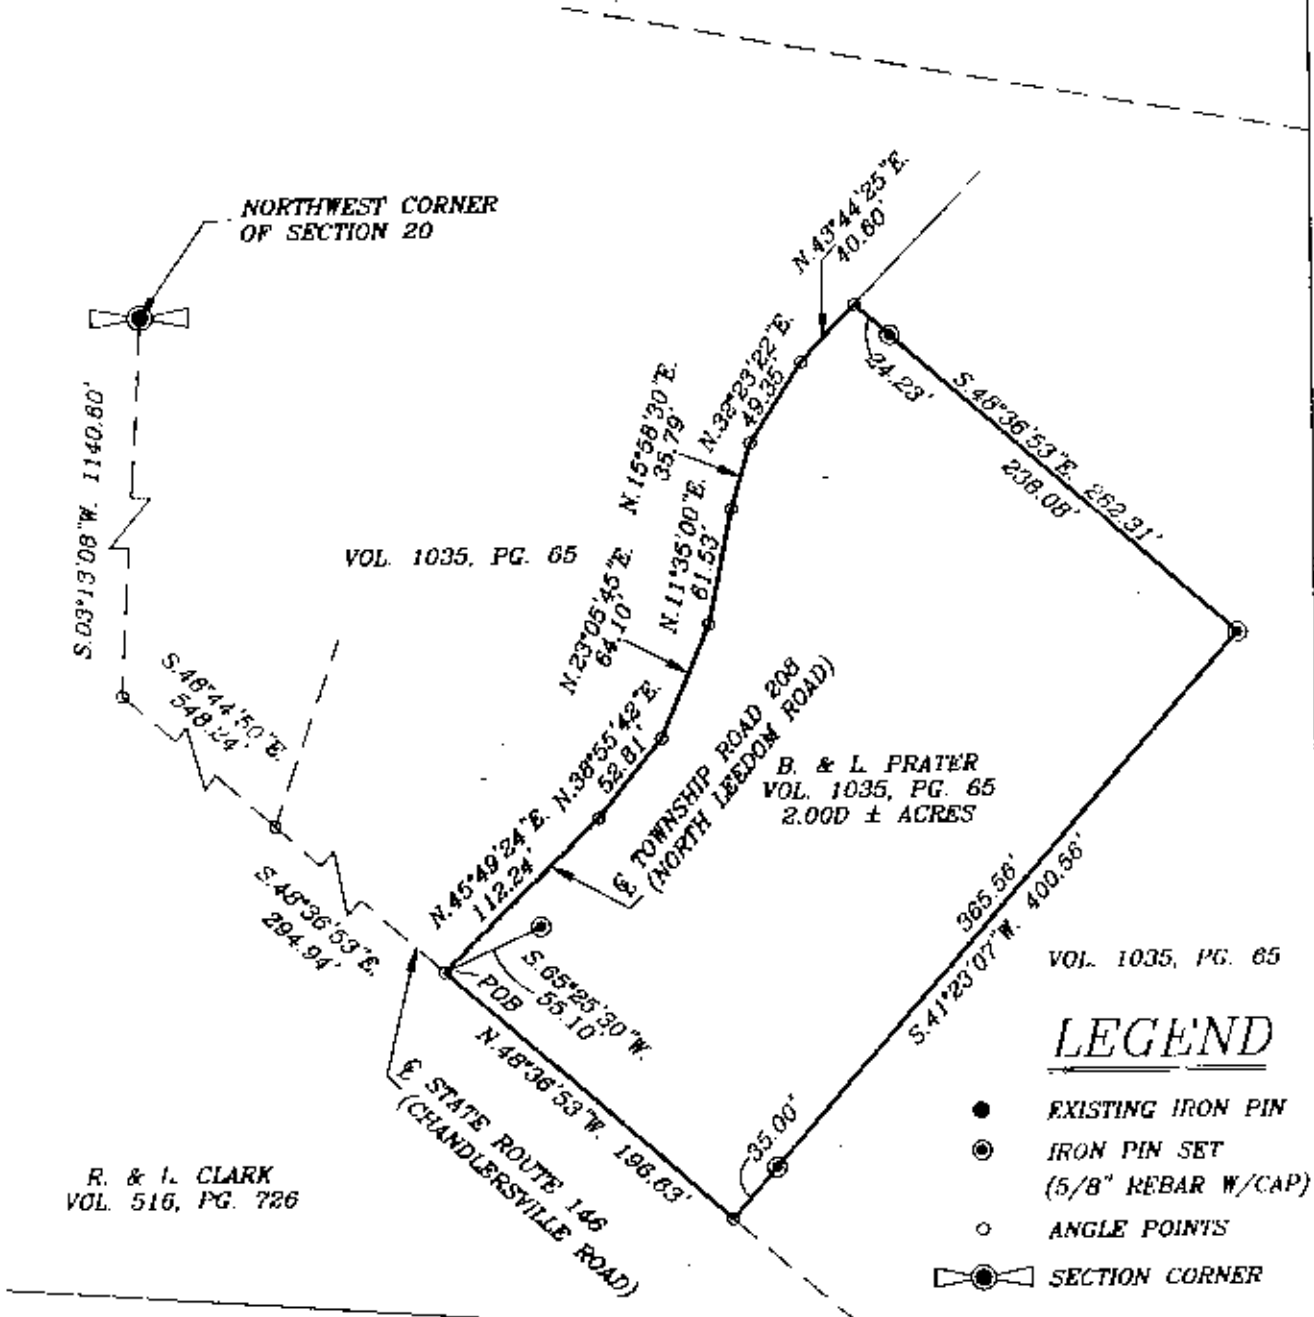 NORTHWEST CORNER
OF SECTION 20
S.03°13'08"W. 1140.60'
S.48°44'50"E.
548.24'
S.48°36'53"E.
294.94'
VOL. 1035, PG. 65
N.43°44'25"E.
40.60'
N.32°23'22"E.
49.35'
N.15°58'30"E.
35.79'
N.11°35'00"E.
61.53'
N.23°05'45"E.
64.10'
N.38°55'42"E.
52.81'
N.45°49'24"E.
112.24'
24.23'
S.48°36'53"E. 262.31'
238.08'
℄ TOWNSHIP ROAD 208
(NORTH LEEDOM ROAD)
B. & L. PRATER
VOL. 1035, PG. 65
2.00D ± ACRES
365.56'
S.41°23'07"W. 400.56'
35.00'
S.65°25'30"W.
55.10'
POB
N.48°36'53"W. 196.63'
℄ STATE ROUTE 146
(CHANDLERSVILLE ROAD)
R. & L. CLARK
VOL. 516, PG. 726
VOL. 1035, PG. 65
LEGEND
EXISTING IRON PIN
IRON PIN SET
(5/8" REBAR W/CAP)
ANGLE POINTS
SECTION CORNER